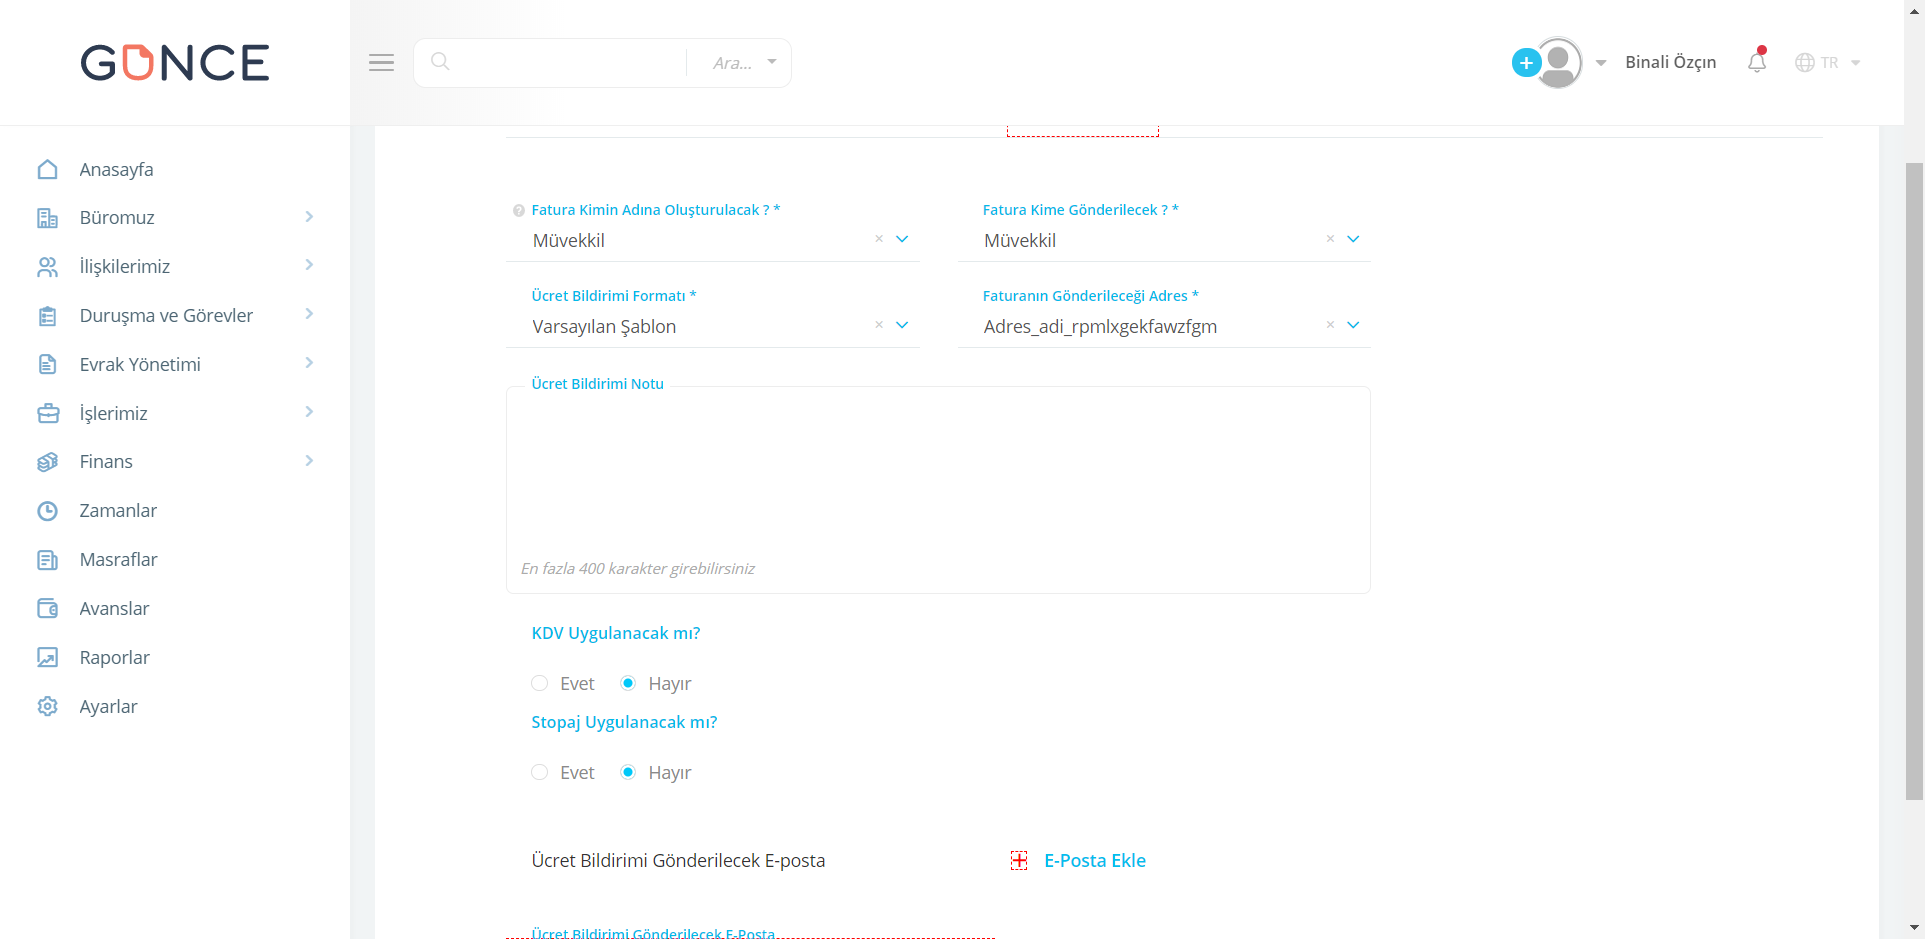 GÜNCE
Ara...
Binali Özçın
TR
Anasayfa
Büromuz
İlişkilerimiz
Duruşma ve Görevler
Evrak Yönetimi
İşlerimiz
Finans
Zamanlar
Masraflar
Avanslar
Raporlar
Ayarlar
Fatura Kimin Adına Oluşturulacak ? *
Müvekkil
Fatura Kime Gönderilecek ? *
Müvekkil
Ücret Bildirimi Formatı *
Varsayılan Şablon
Faturanın Gönderileceği Adres *
Adres_adi_rpmlxgekfawzfgm
Ücret Bildirimi Notu
En fazla 400 karakter girebilirsiniz
KDV Uygulanacak mı?
Evet
Hayır
Stopaj Uygulanacak mı?
Evet
Hayır
Ücret Bildirimi Gönderilecek E-posta
E-Posta Ekle
Ücret Bildirimi Gönderilecek E-Posta